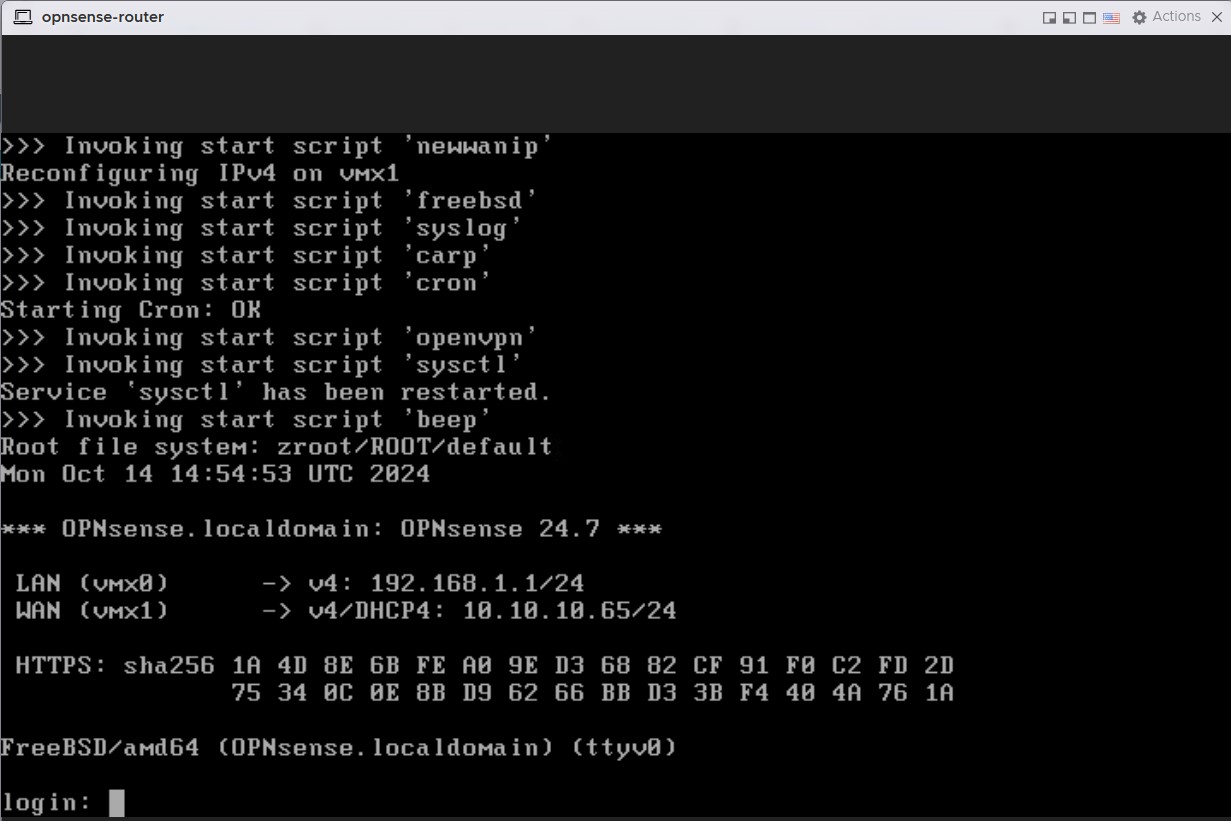 opnsense-router
Actions
>>> Invoking start script 'newwanip'
Reconfiguring IPv4 on vmx1
>>> Invoking start script 'freebsd'
>>> Invoking start script 'syslog'
>>> Invoking start script 'carp'
>>> Invoking start script 'cron'
Starting Cron: OK
>>> Invoking start script 'openvpn'
>>> Invoking start script 'sysctl'
Service `sysctl' has been restarted.
>>> Invoking start script 'beep'
Root file system: zroot/ROOT/default
Mon Oct 14 14:54:53 UTC 2024
*** OPNsense.localdomain: OPNsense 24.7 ***
LAN (vmx0) -> v4: 192.168.1.1/24
WAN (vmx1) -> v4/DHCP4: 10.10.10.65/24
HTTPS: sha256 1A 4D 8E 6B FE A0 9E D3 68 82 CF 91 F0 C2 FD 2D
75 34 0C 0E 8B D9 62 66 BB D3 3B F4 40 4A 76 1A
FreeBSD/amd64 (OPNsense.localdomain) (ttyv0)
login: